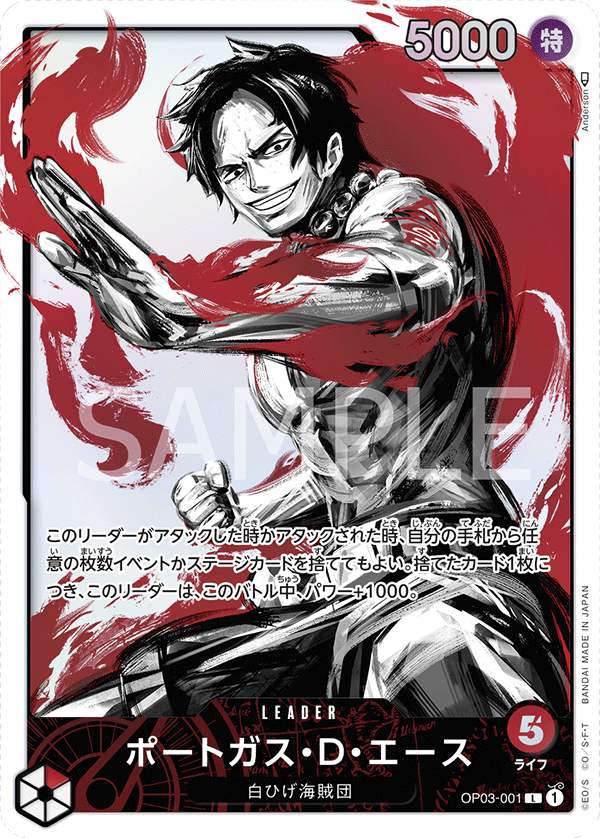 5000 特
Anderson
SAMPLE
このリーダーがアタックした時かアタックされた時、自分の手札から任
意の枚数イベントかステージカードを捨ててもよい。捨てたカード1枚に
つき、このリーダーは、このバトル中、パワー+1000。
LEADER
ポートガス・D・エース
5
ライフ
白ひげ海賊団
OP03-001 L 1
©EO/S ©O/S・F・T BANDAI MADE IN JAPAN